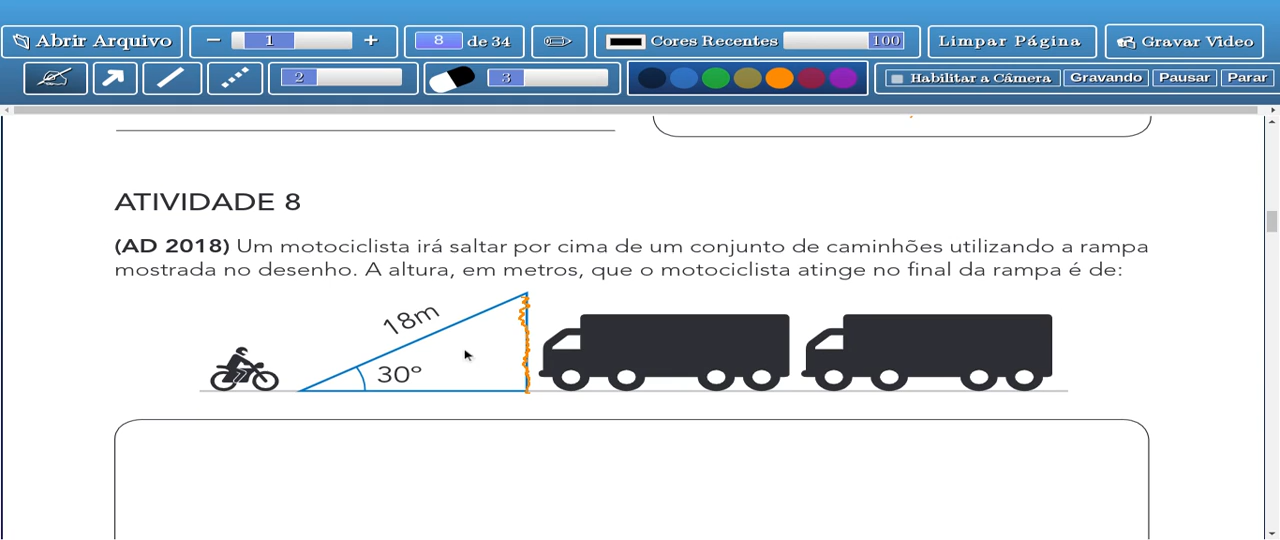 Abrir Arquivo − 1 + 8 de 34 Cores Recentes 100 Limpar Página Gravar Video
2 3 Habilitar a Câmera Gravando Pausar Parar
ATIVIDADE 8
(AD 2018) Um motociclista irá saltar por cima de um conjunto de caminhões utilizando a rampa
mostrada no desenho. A altura, em metros, que o motociclista atinge no final da rampa é de:
18m
30º